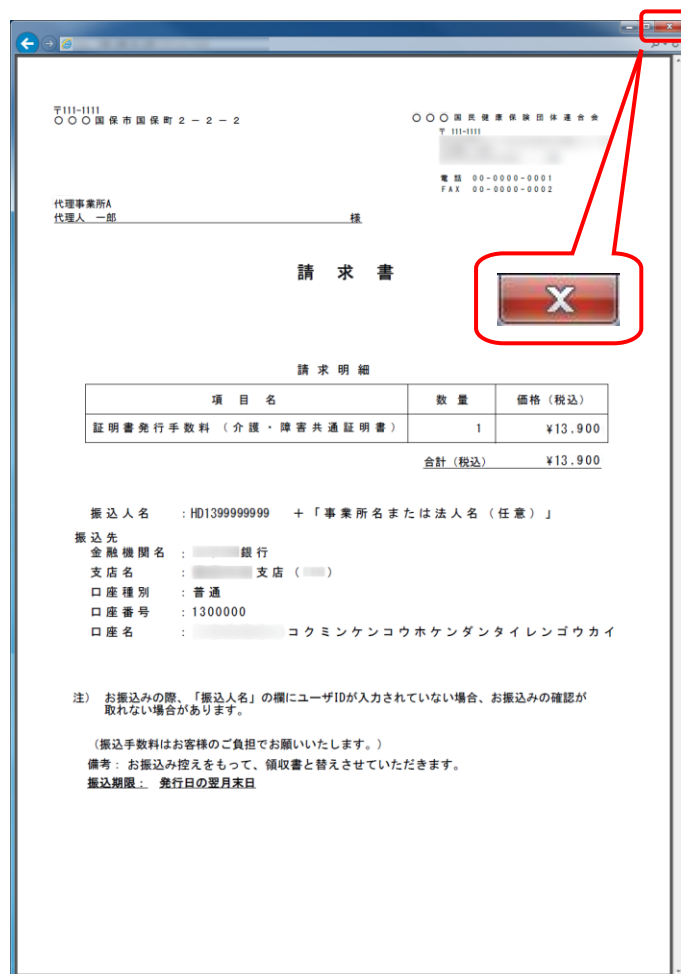 〒111-1111
〇〇〇国保市国保町２－２－２
〇〇〇国民健康保険団体連合会
〒 111-1111
電話 00-0000-0001
FAX 00-0000-0002
代理事業所A
代理人 一郎 様
請求書
X
請求明細
項目名 数量 価格（税込）
証明書発行手数料（介護・障害共通証明書） 1 ¥13,900
合計（税込） ¥13,900
振込人名 ：HD1399999999 ＋「事業所名または法人名（任意）」
振込先
金融機関名 ： 銀行
支店名 ： 支店（ ）
口座種別 ：普通
口座番号 ：1300000
口座名 ： コクミンケンコウホケンダンタイレンゴウカイ
注） お振込みの際、「振込人名」の欄にユーザIDが入力されていない場合、お振込みの確認が
取れない場合があります。
（振込手数料はお客様のご負担でお願いいたします。）
備考：お振込み控えをもって、領収書と替えさせていただきます。
振込期限： 発行日の翌月末日